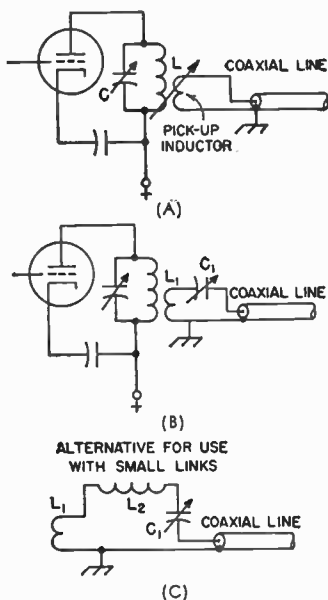 L
COAXIAL LINE
C
PICK-UP
INDUCTOR
+
(A)
L₁
C₁
COAXIAL LINE
+
(B)
ALTERNATIVE FOR USE
WITH SMALL LINKS
L₁
L₂
C₁
COAXIAL LINE
(C)